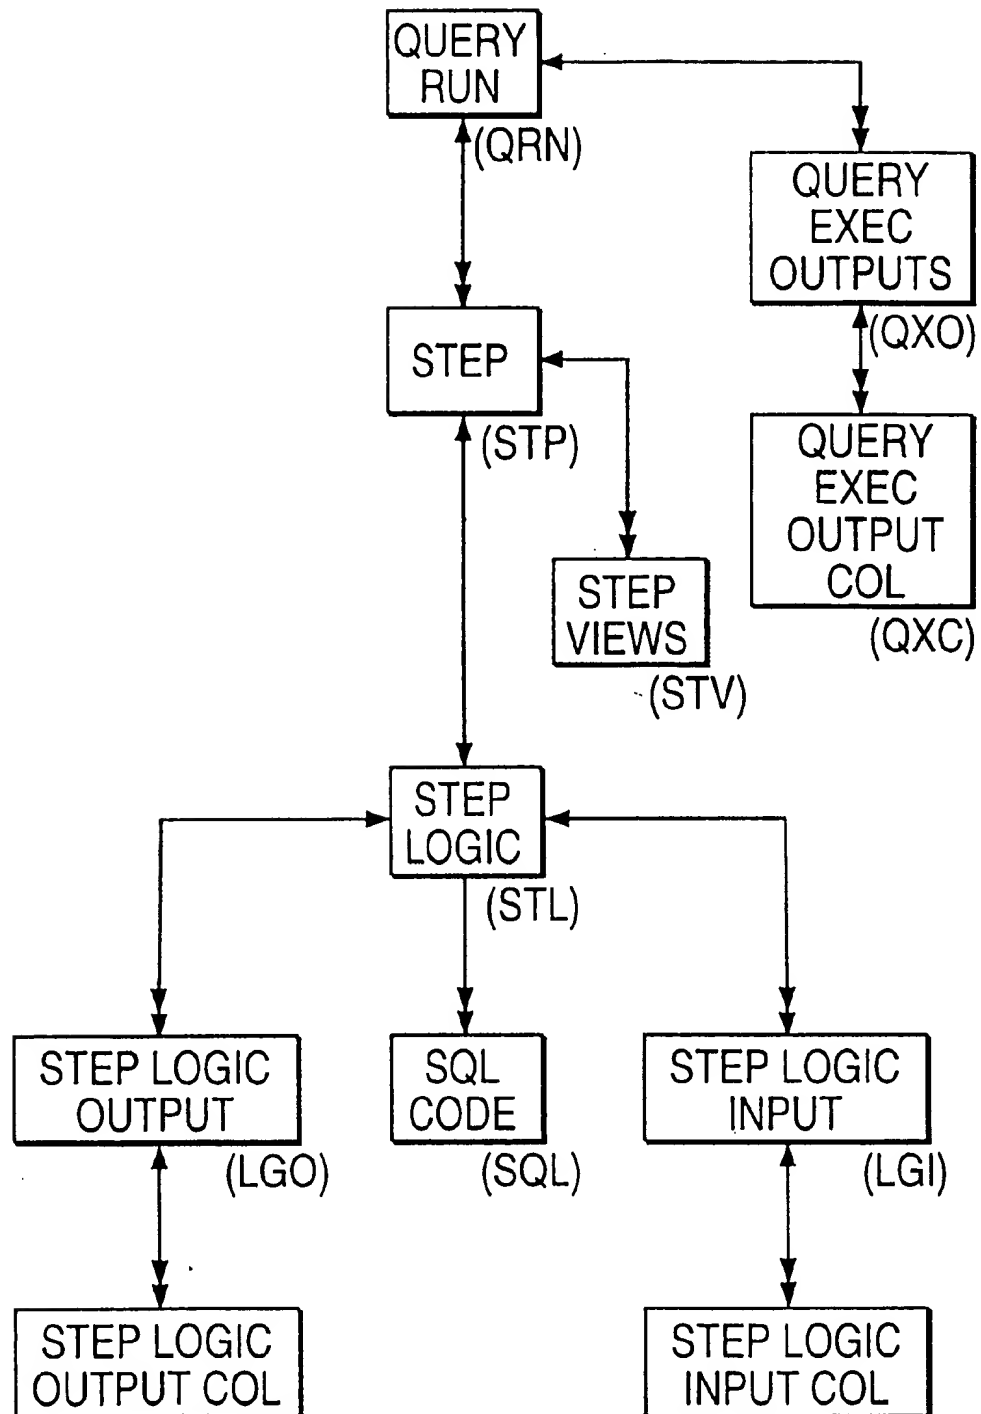 QUERY
RUN
(QRN)
QUERY
EXEC
OUTPUTS
(QXO)
STEP
(STP)
QUERY
EXEC
OUTPUT
COL
(QXC)
STEP
VIEWS
(STV)
STEP
LOGIC
(STL)
STEP LOGIC
OUTPUT
(LGO)
SQL
CODE
(SQL)
STEP LOGIC
INPUT
(LGI)
STEP LOGIC
OUTPUT COL
STEP LOGIC
INPUT COL